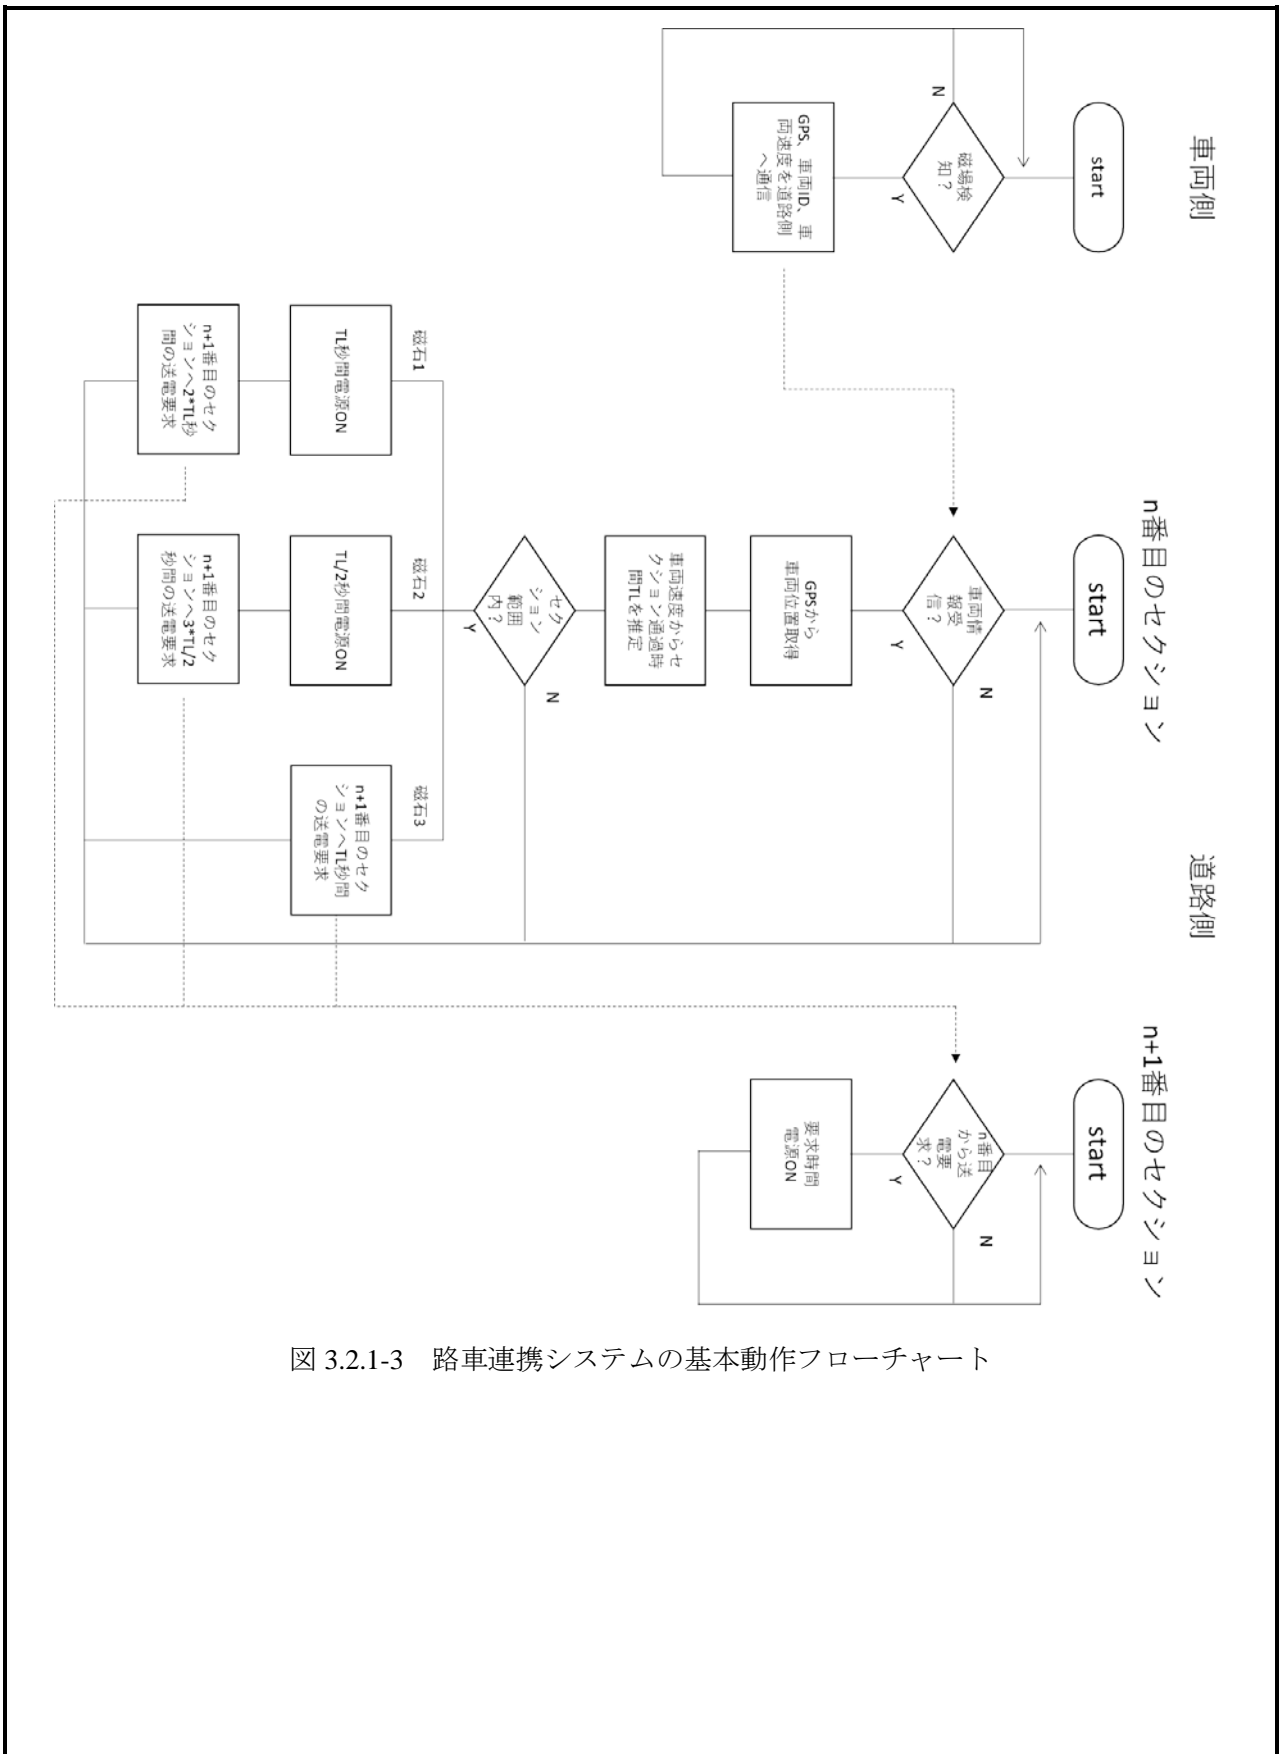 車両側
start
磁場検
知？
N
Y
GPS、車両ID、車
両速度を道路側
へ通信
道路側
n番目のセクション
start
車両情
報受
信？
N
Y
GPSから
車両位置取得
車両速度からセ
クション通過時
間TLを推定
セク
ション
範囲
内？
N
Y
磁石1
TL秒間電源ON
n+1番目のセク
ションへ2*TL秒
間の送電要求
磁石2
TL/2秒間電源ON
n+1番目のセク
ションへ3*TL/2
秒間の送電要求
磁石3
n+1番目のセク
ションへTL秒間
の送電要求
n+1番目のセクション
start
n番目
から送
電要
求？
N
Y
要求時間
電源ON
図 3.2.1-3　路車連携システムの基本動作フローチャート